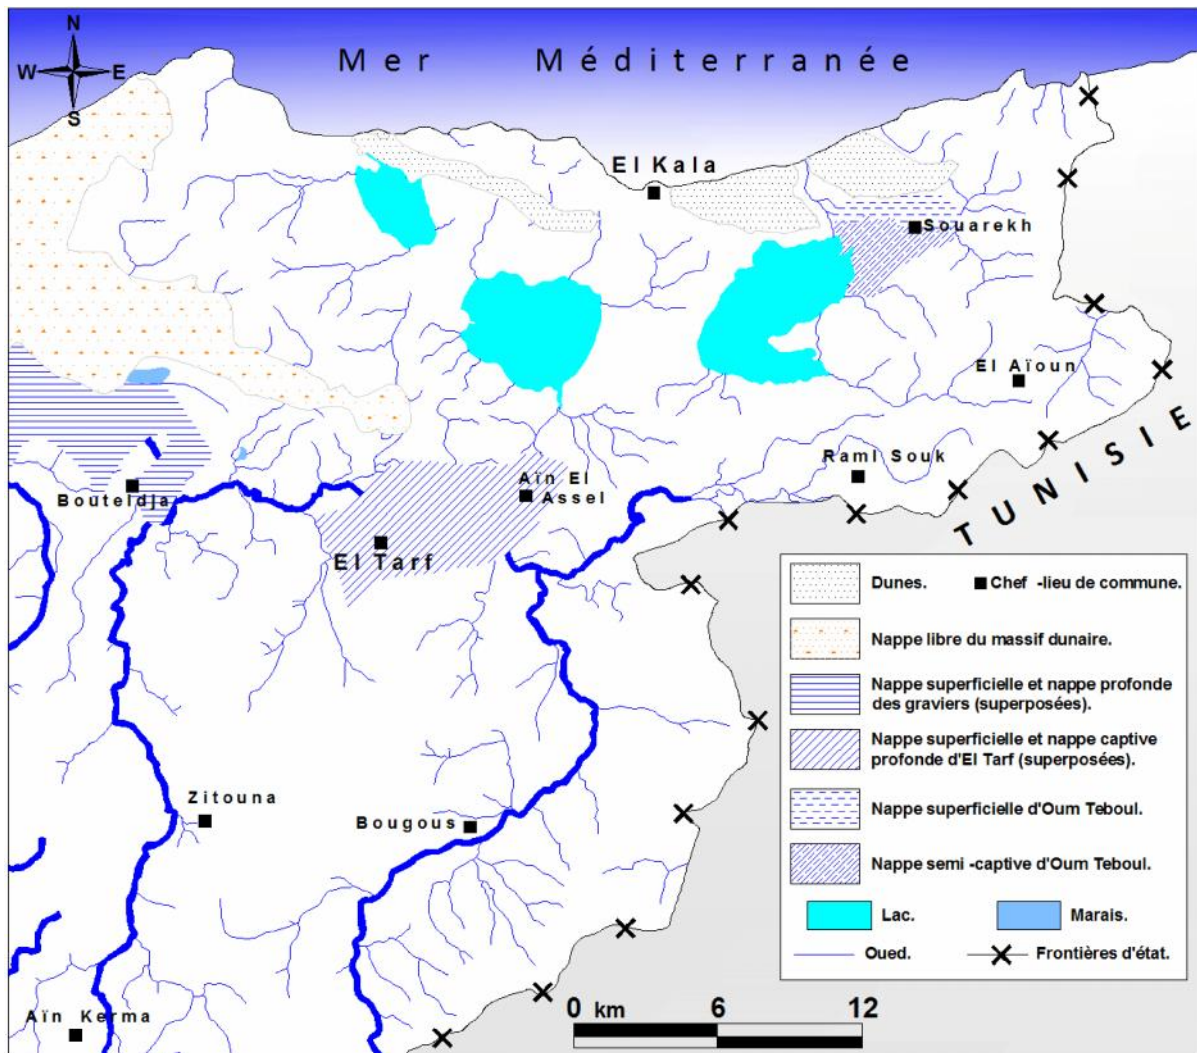 N
W E
S
Mer Méditerranée
El Kala
Souarekh
El Aïoun
Raml Souk
TUNISIE
Bouteldja
Aïn El
Assel
El Tarf
Zitouna
Bougous
Aïn Kerma
Dunes.
Chef -lieu de commune.
Nappe libre du massif dunaire.
Nappe superficielle et nappe profonde
des graviers (superposées).
Nappe superficielle et nappe captive
profonde d'El Tarf (superposées).
Nappe superficielle d'Oum Teboul.
Nappe semi -captive d'Oum Teboul.
Lac.
Marais.
Oued.
Frontières d'état.
0 km 6 12